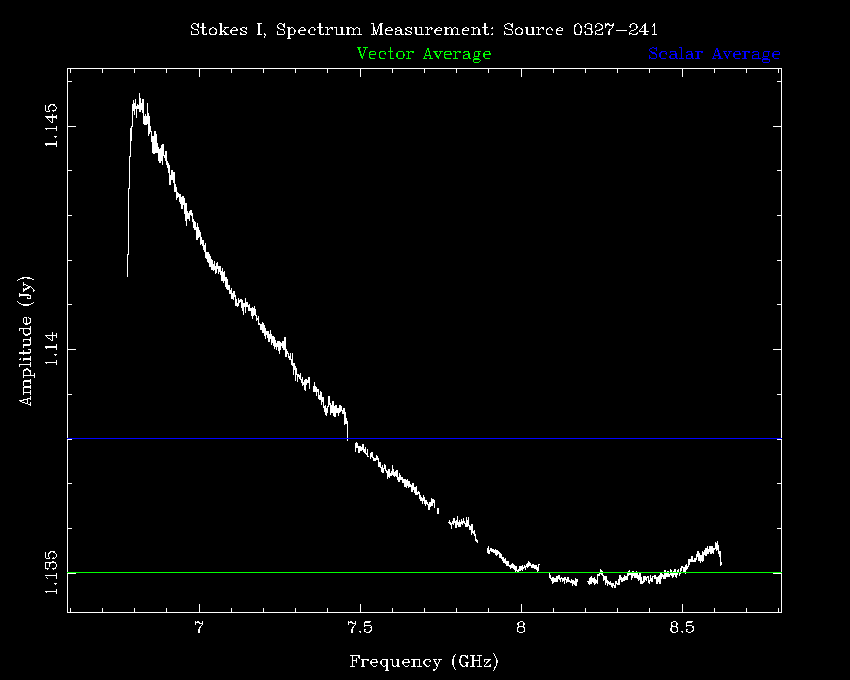 Stokes I, Spectrum Measurement: Source 0327−241
Vector Average Scalar Average
1.145
1.14
1.135
Amplitude (Jy)
7 7.5 8 8.5
Frequency (GHz)